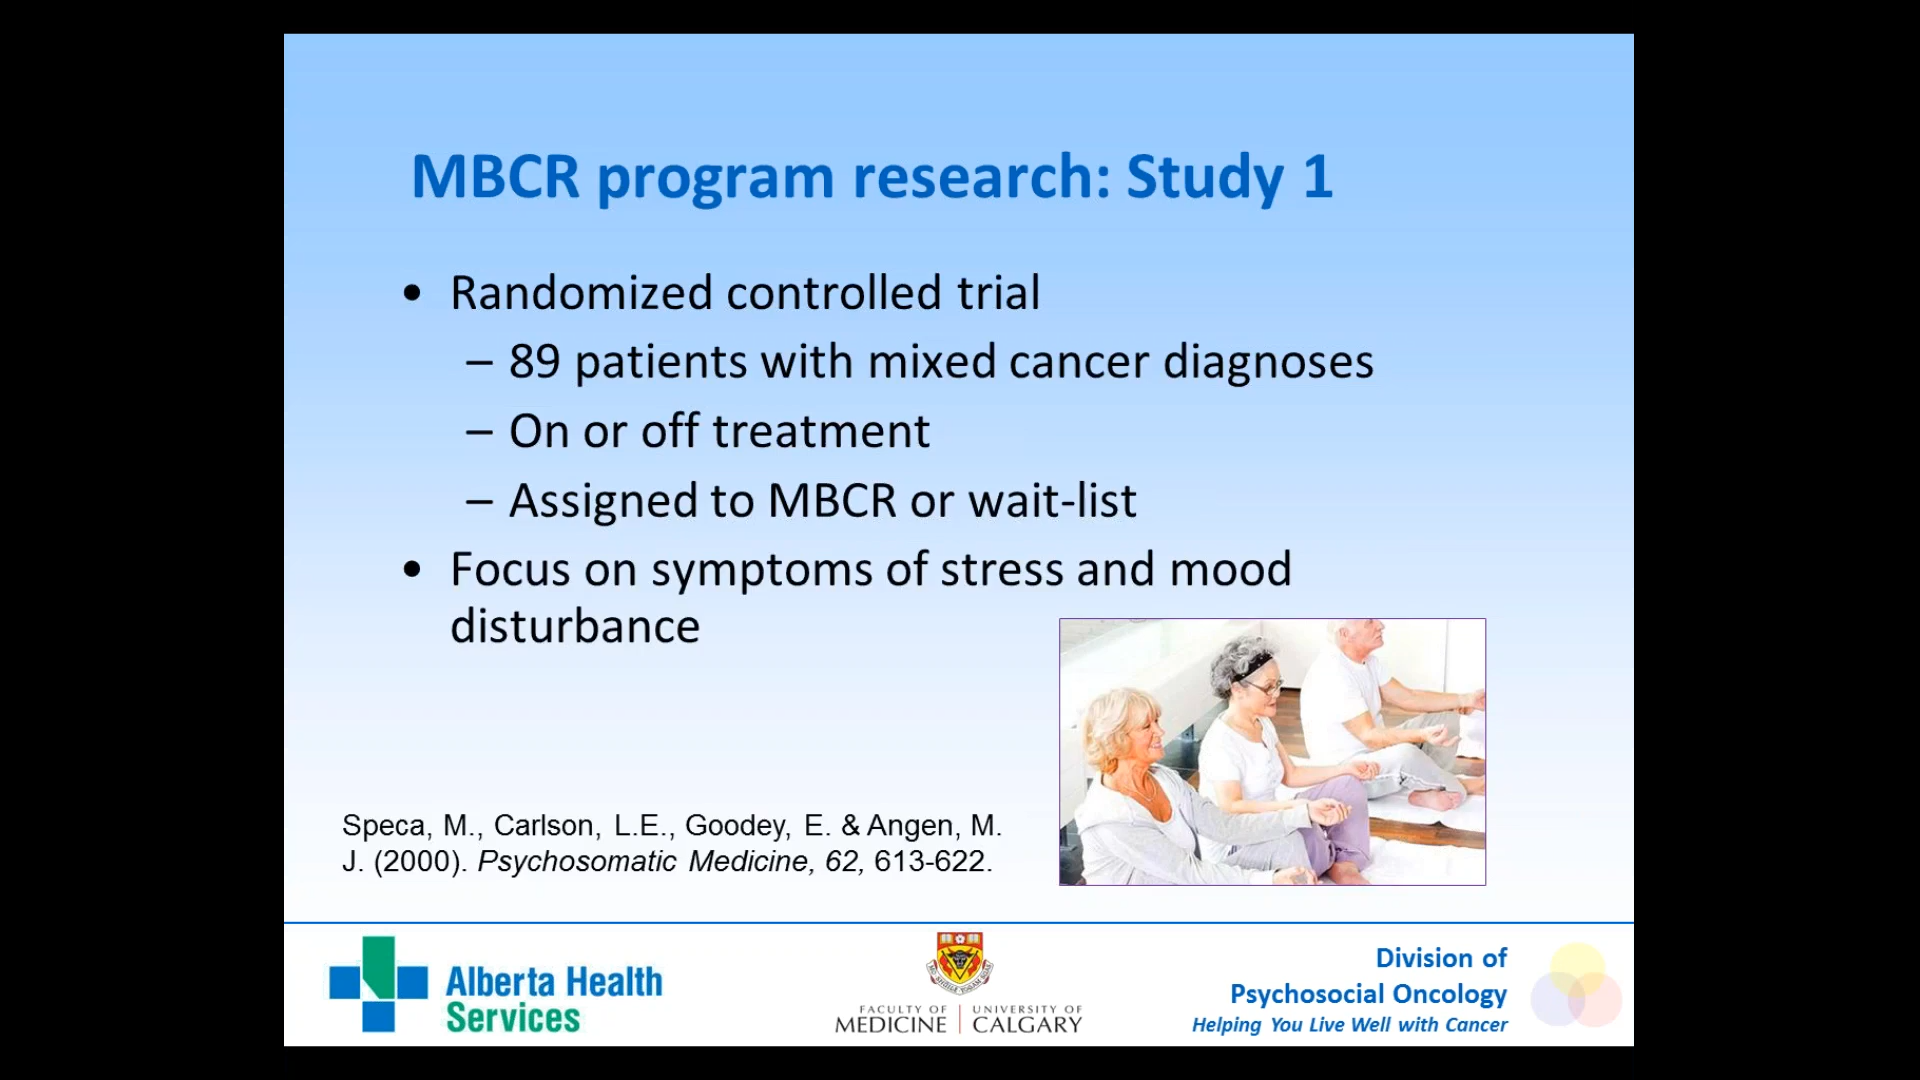 MBCR program research: Study 1
• Randomized controlled trial
– 89 patients with mixed cancer diagnoses
– On or off treatment
– Assigned to MBCR or wait-list
• Focus on symptoms of stress and mood
disturbance
Speca, M., Carlson, L.E., Goodey, E. & Angen, M.
J. (2000). Psychosomatic Medicine, 62, 613-622.
Alberta Health
Services
FACULTY OF | UNIVERSITY OF
MEDICINE | CALGARY
Division of
Psychosocial Oncology
Helping You Live Well with Cancer